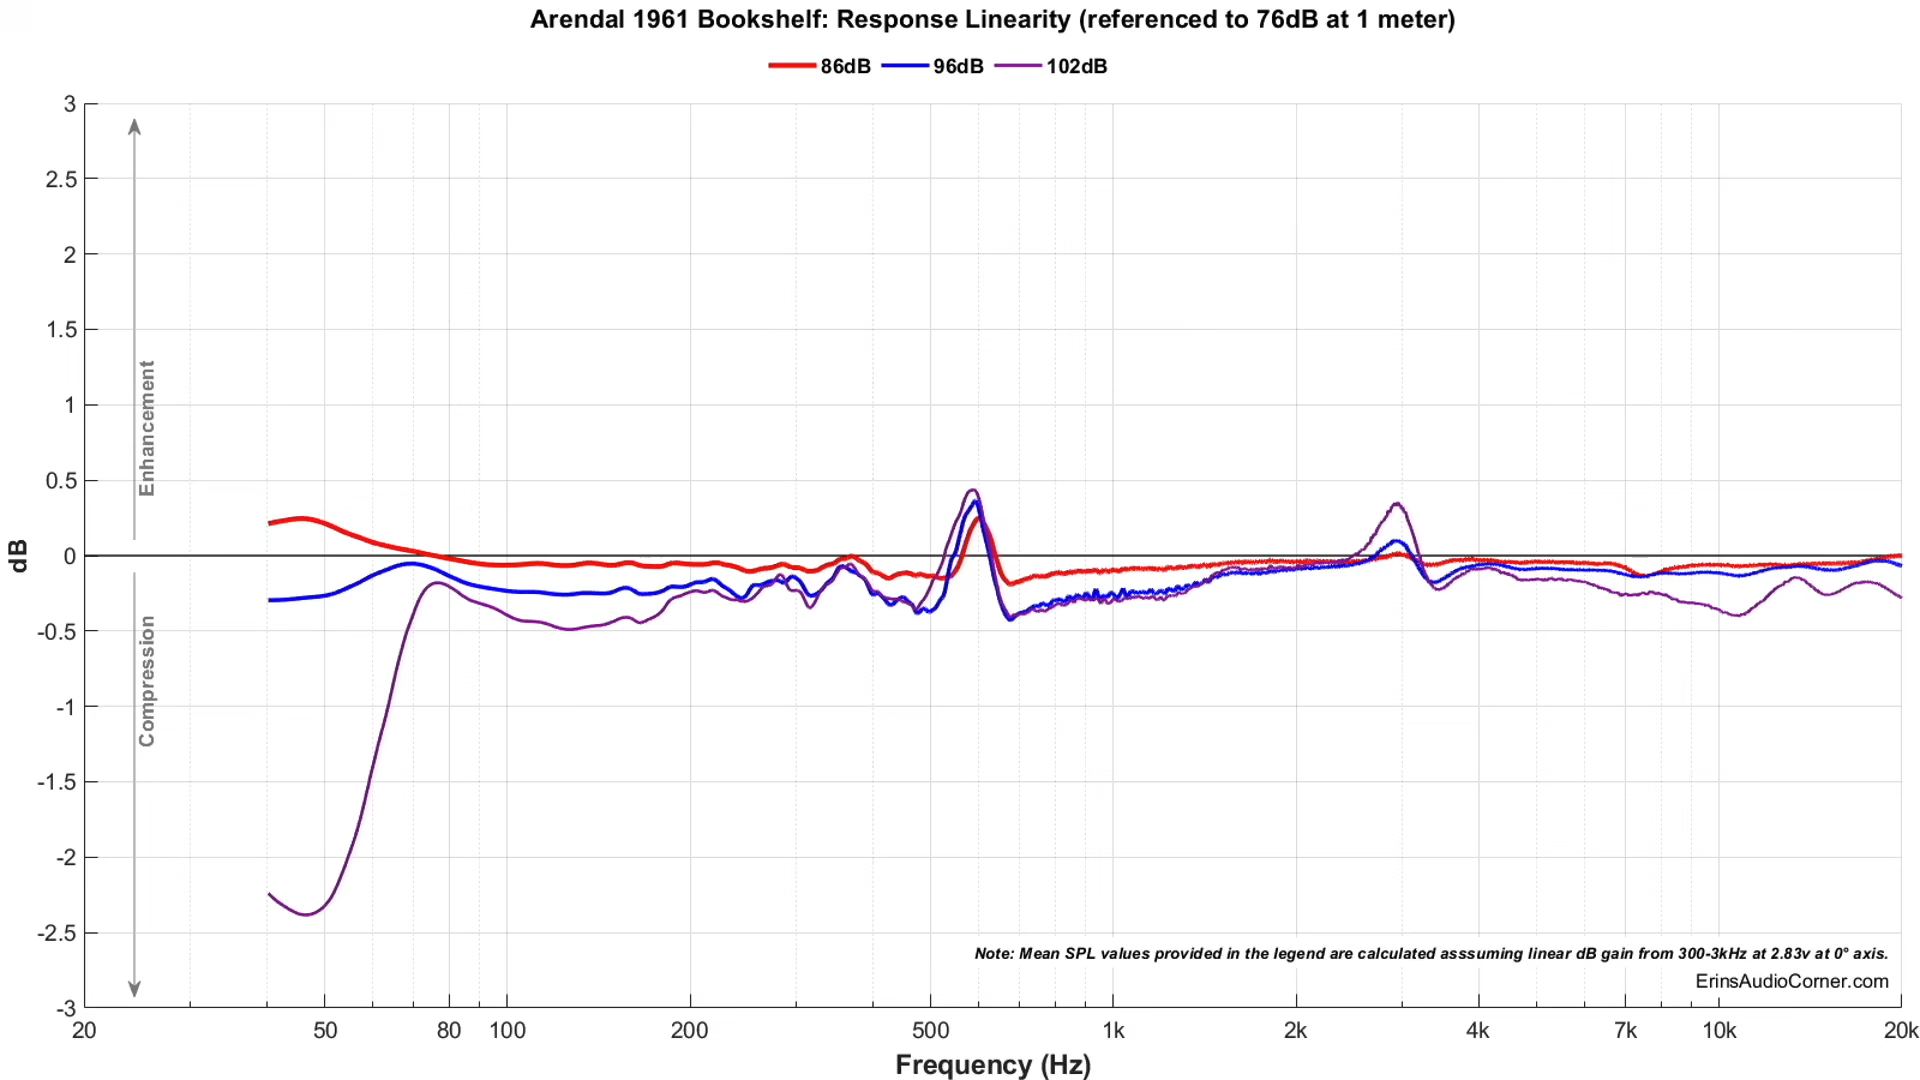 Arendal 1961 Bookshelf: Response Linearity (referenced to 76dB at 1 meter)
86dB 96dB 102dB
3
2.5
2
1.5
1
0.5
0
-0.5
-1
-1.5
-2
-2.5
-3
dB
Enhancement
Compression
Note: Mean SPL values provided in the legend are calculated asssuming linear dB gain from 300-3kHz at 2.83v at 0° axis.
ErinsAudioCorner.com
20 50 80 100 200 500 1k 2k 4k 7k 10k 20k
Frequency (Hz)